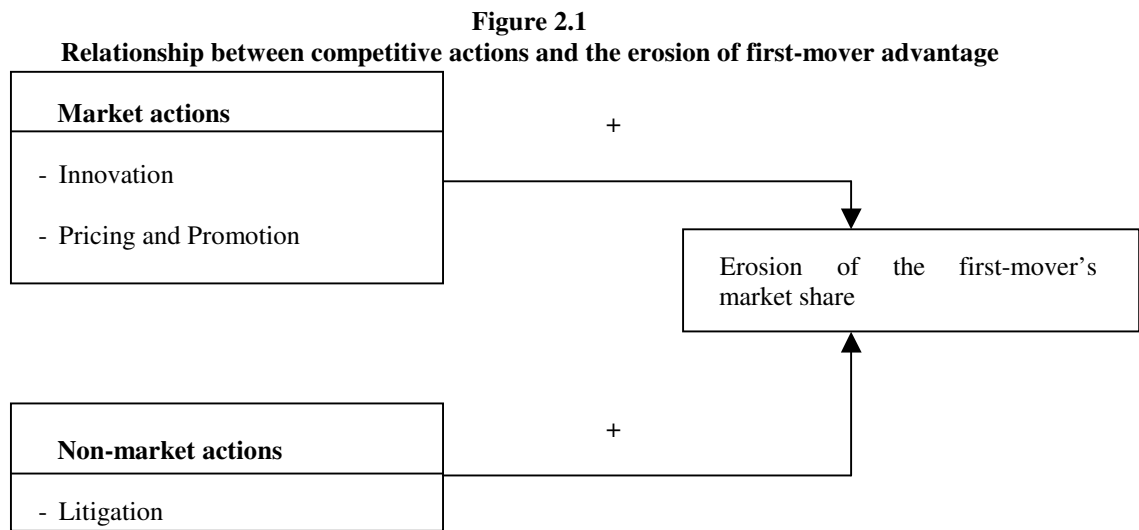 Figure 2.1
Relationship between competitive actions and the erosion of first-mover advantage
Market actions
+
- Innovation
- Pricing and Promotion
Erosion of the first-mover’s
market share
+
Non-market actions
- Litigation